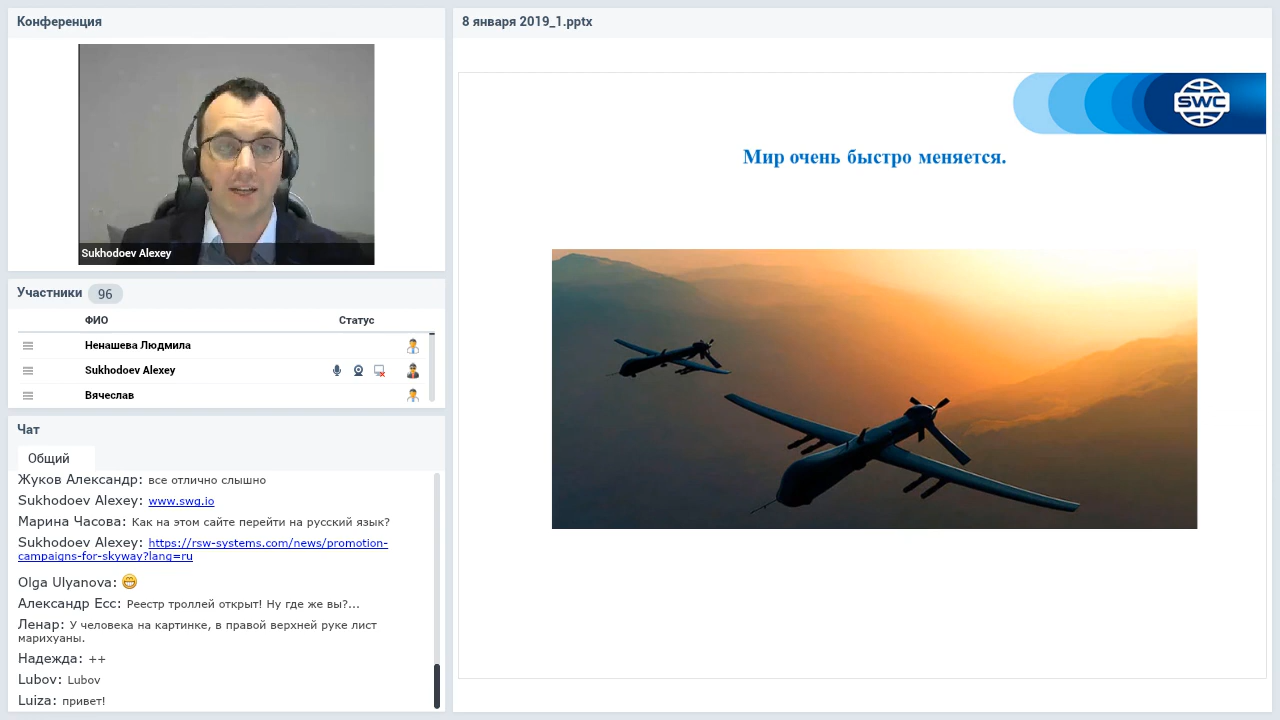 Конференция
Sukhodoev Alexey
Участники 96
ФИО Статус
Ненашева Людмила
Sukhodoev Alexey
Вячеслав
Чат
Общий
Жуков Александр: все отлично слышно
Sukhodoev Alexey: www.swg.io
Марина Часова: Как на этом сайте перейти на русский язык?
Sukhodoev Alexey: https://rsw-systems.com/news/promotion-
campaigns-for-skyway?lang=ru
Olga Ulyanova:
Александр Есс: Реестр троллей открыт! Ну где же вы?...
Ленар: У человека на картинке, в правой верхней руке лист
марихуаны.
Надежда: ++
Lubov: Lubov
Luiza: привет!
8 января 2019_1.pptx
SWC
Мир очень быстро меняется.